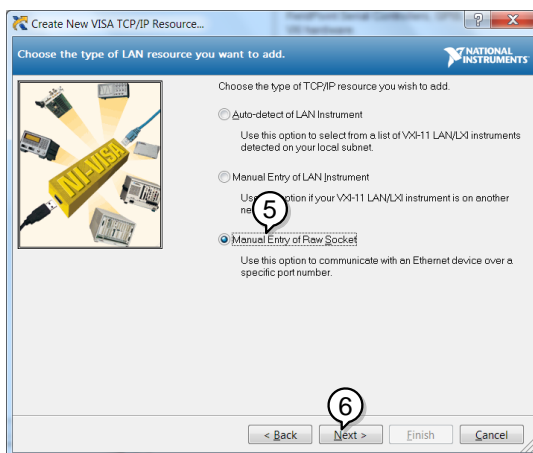 Create New VISA TCP/IP Resource...
Choose the type of LAN resource you want to add.
NATIONAL
INSTRUMENTS
NI-VISA
Choose the type of TCP/IP resource you wish to add.
Auto-detect of LAN Instrument
Use this option to select from a list of VXI-11 LAN/LXI instruments
detected on your local subnet.
Manual Entry of LAN Instrument
option if your VXI-11 LAN/LXI instrument is on another
5
Manual Entry of Raw Socket
Use this option to communicate with an Ethernet device over a
specific port number.
6
< Back Next > Finish Cancel